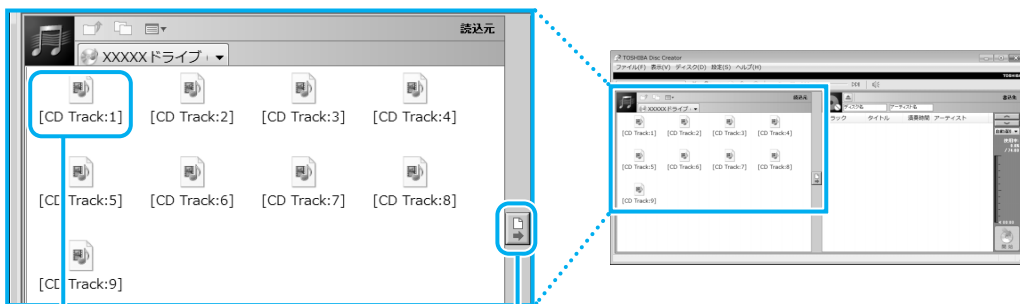 読込元
XXXXXドライブ
[CD Track:1] [CD Track:2] [CD Track:3] [CD Track:4]
[CD Track:5] [CD Track:6] [CD Track:7] [CD Track:8]
[CD Track:9]
TOSHIBA Disc Creator
ファイル(F) 表示(V) ディスク(D) 設定(S) ヘルプ(H)
TOSHIBA
読込元
XXXXXドライブ
[CD Track:1] [CD Track:2] [CD Track:3] [CD Track:4]
[CD Track:5] [CD Track:6] [CD Track:7] [CD Track:8]
[CD Track:9]
書込先
ディスク名 アーティスト名
ラック タイトル 演奏時間 アーティスト